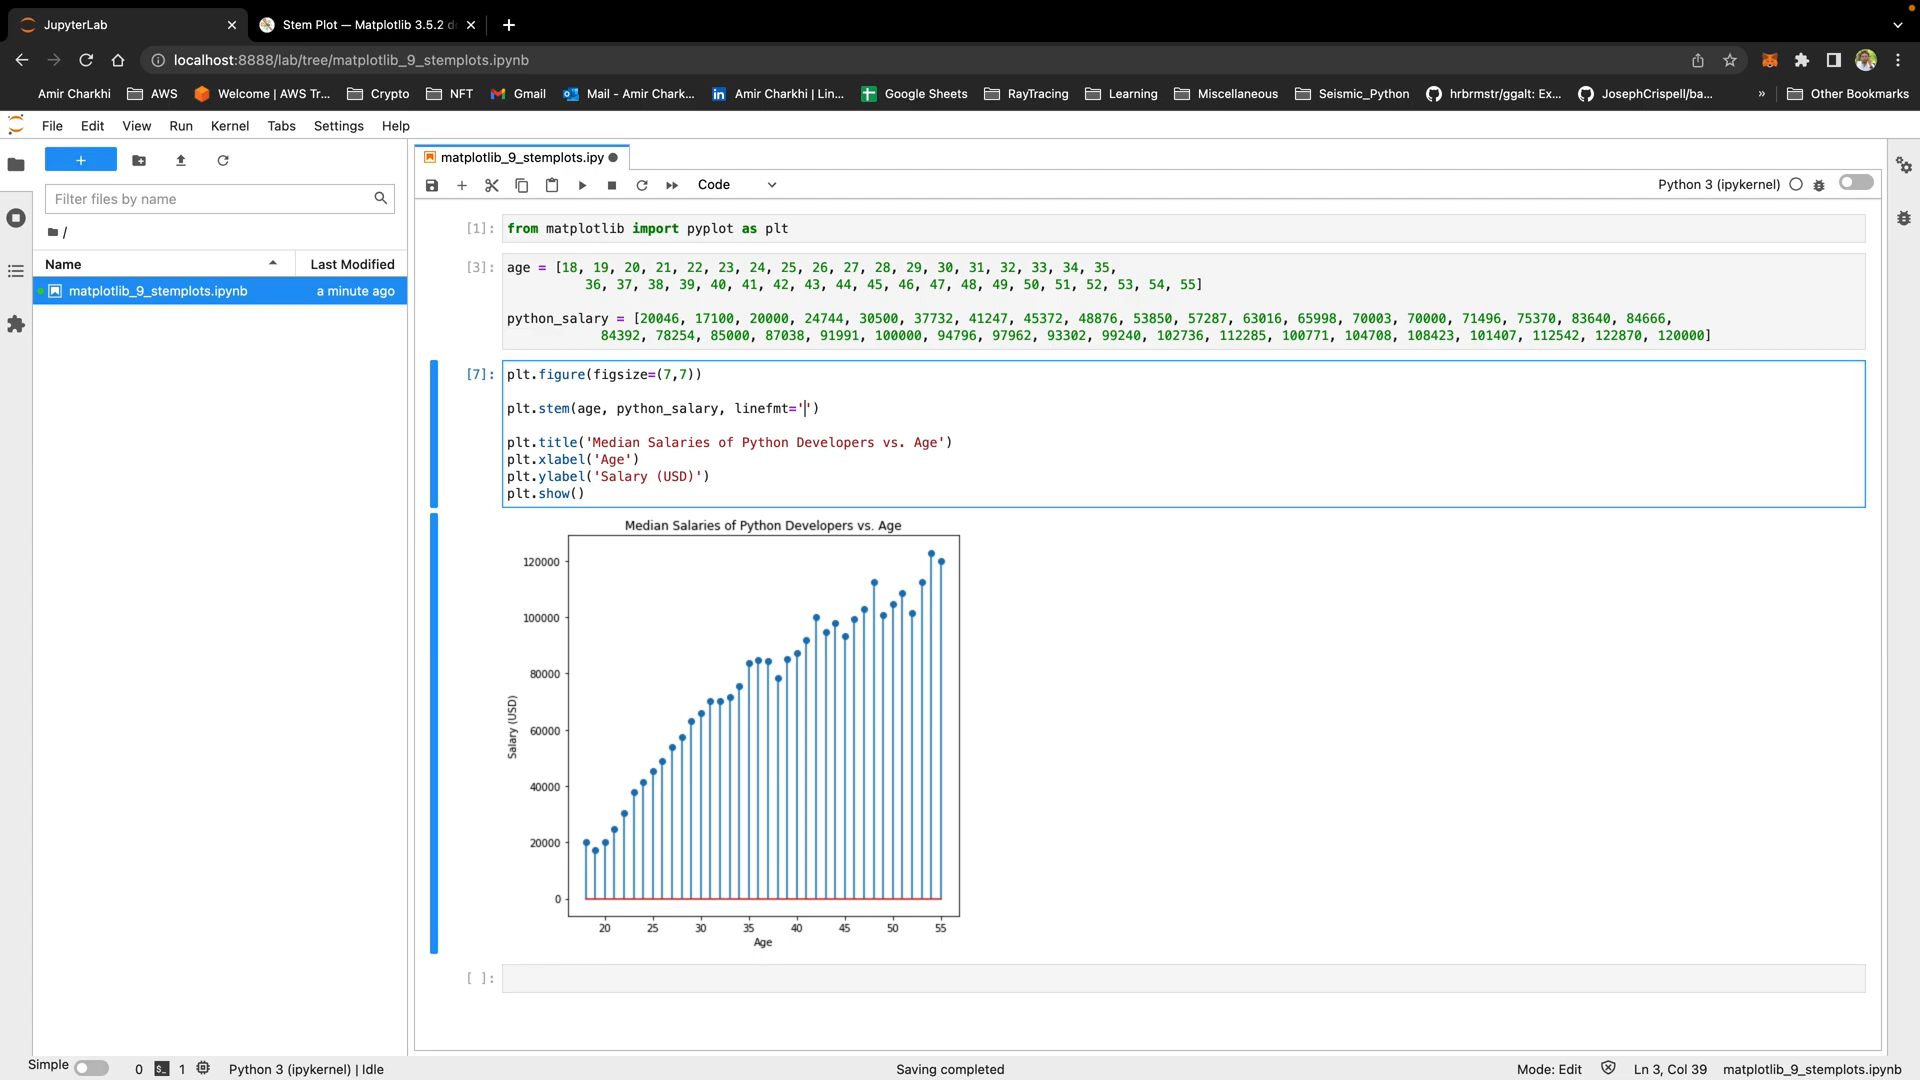 JupyterLab
Stem Plot — Matplotlib 3.5.2 d
localhost:8888/lab/tree/matplotlib_9_stemplots.ipynb
Amir Charkhi AWS Welcome | AWS Tr... Crypto NFT Gmail Mail - Amir Chark... Amir Charkhi | Lin... Google Sheets RayTracing Learning Miscellaneous Seismic_Python hrbrmstr/ggalt: Ex... JosephCrispell/ba... » Other Bookmarks
File Edit View Run Kernel Tabs Settings Help
+
Filter files by name
/
Name Last Modified
matplotlib_9_stemplots.ipynb a minute ago
matplotlib_9_stemplots.ipy
Code
Python 3 (ipykernel)
[1]: from matplotlib import pyplot as plt
[3]: age = [18, 19, 20, 21, 22, 23, 24, 25, 26, 27, 28, 29, 30, 31, 32, 33, 34, 35,
36, 37, 38, 39, 40, 41, 42, 43, 44, 45, 46, 47, 48, 49, 50, 51, 52, 53, 54, 55]
python_salary = [20046, 17100, 20000, 24744, 30500, 37732, 41247, 45372, 48876, 53850, 57287, 63016, 65998, 70003, 70000, 71496, 75370, 83640, 84666,
84392, 78254, 85000, 87038, 91991, 100000, 94796, 97962, 93302, 99240, 102736, 112285, 100771, 104708, 108423, 101407, 112542, 122870, 120000]
[7]: plt.figure(figsize=(7,7))
plt.stem(age, python_salary, linefmt='')
plt.title('Median Salaries of Python Developers vs. Age')
plt.xlabel('Age')
plt.ylabel('Salary (USD)')
plt.show()
Median Salaries of Python Developers vs. Age
120000
100000
80000
60000
40000
20000
0
Salary (USD)
20 25 30 35 40 45 50 55
Age
[ ]:
Simple 0 1 Python 3 (ipykernel) | Idle Saving completed Mode: Edit Ln 3, Col 39 matplotlib_9_stemplots.ipynb